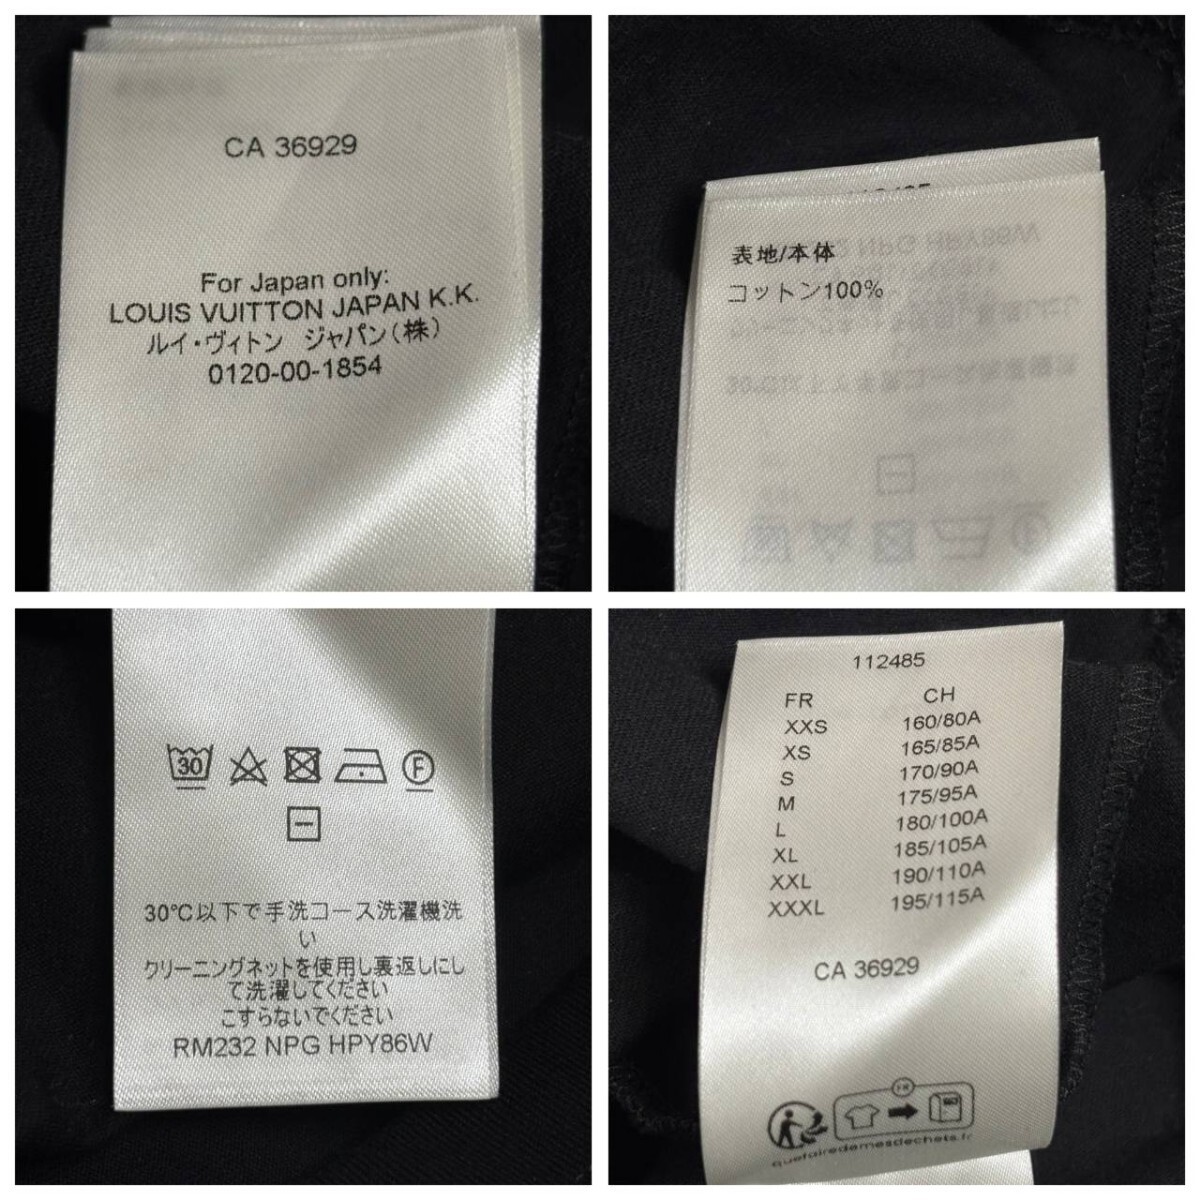 CA 36929
For Japan only:
LOUIS VUITTON JAPAN K.K.
ルイ・ヴィトン ジャパン(株)
0120-00-1854
表地/本体
コットン100%
30
F
30℃以下で手洗コース洗濯機洗
い
クリーニングネットを使用し裏返しにし
て洗濯してください
こすらないでください
RM232 NPG HPY86W
112485
FR CH
XXS 160/80A
XS 165/85A
S 170/90A
M 175/95A
L 180/100A
XL 185/105A
XXL 190/110A
XXXL 195/115A
CA 36929
FR
quefairedemesdechets.fr